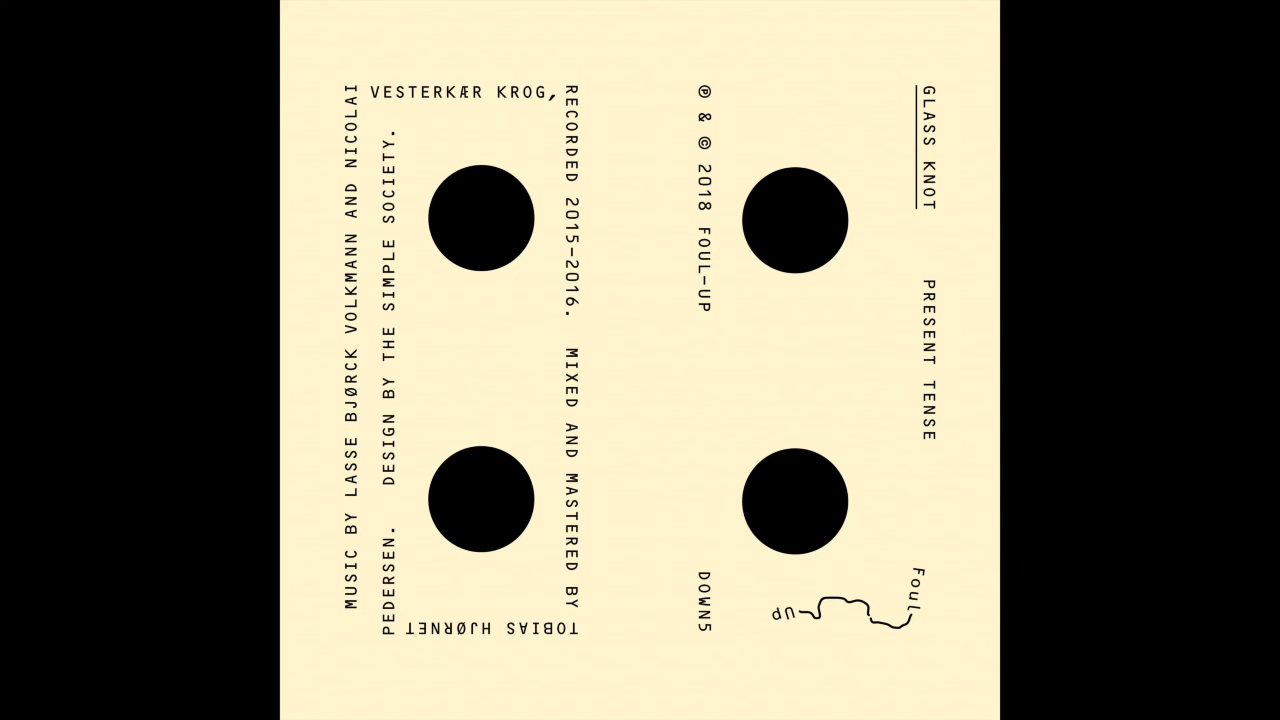 MUSIC BY LASSE BJØRCK VOLKMANN AND NICOLAI
VESTERKÆR KROG,
RECORDED 2015–2016. MIXED AND MASTERED BY
TOBIAS HJØRNET
PEDERSEN. DESIGN BY THE SIMPLE SOCIETY.
℗ & © 2018 FOUL–UP
DOWN5
GLASS KNOT PRESENT TENSE
Foul
UP